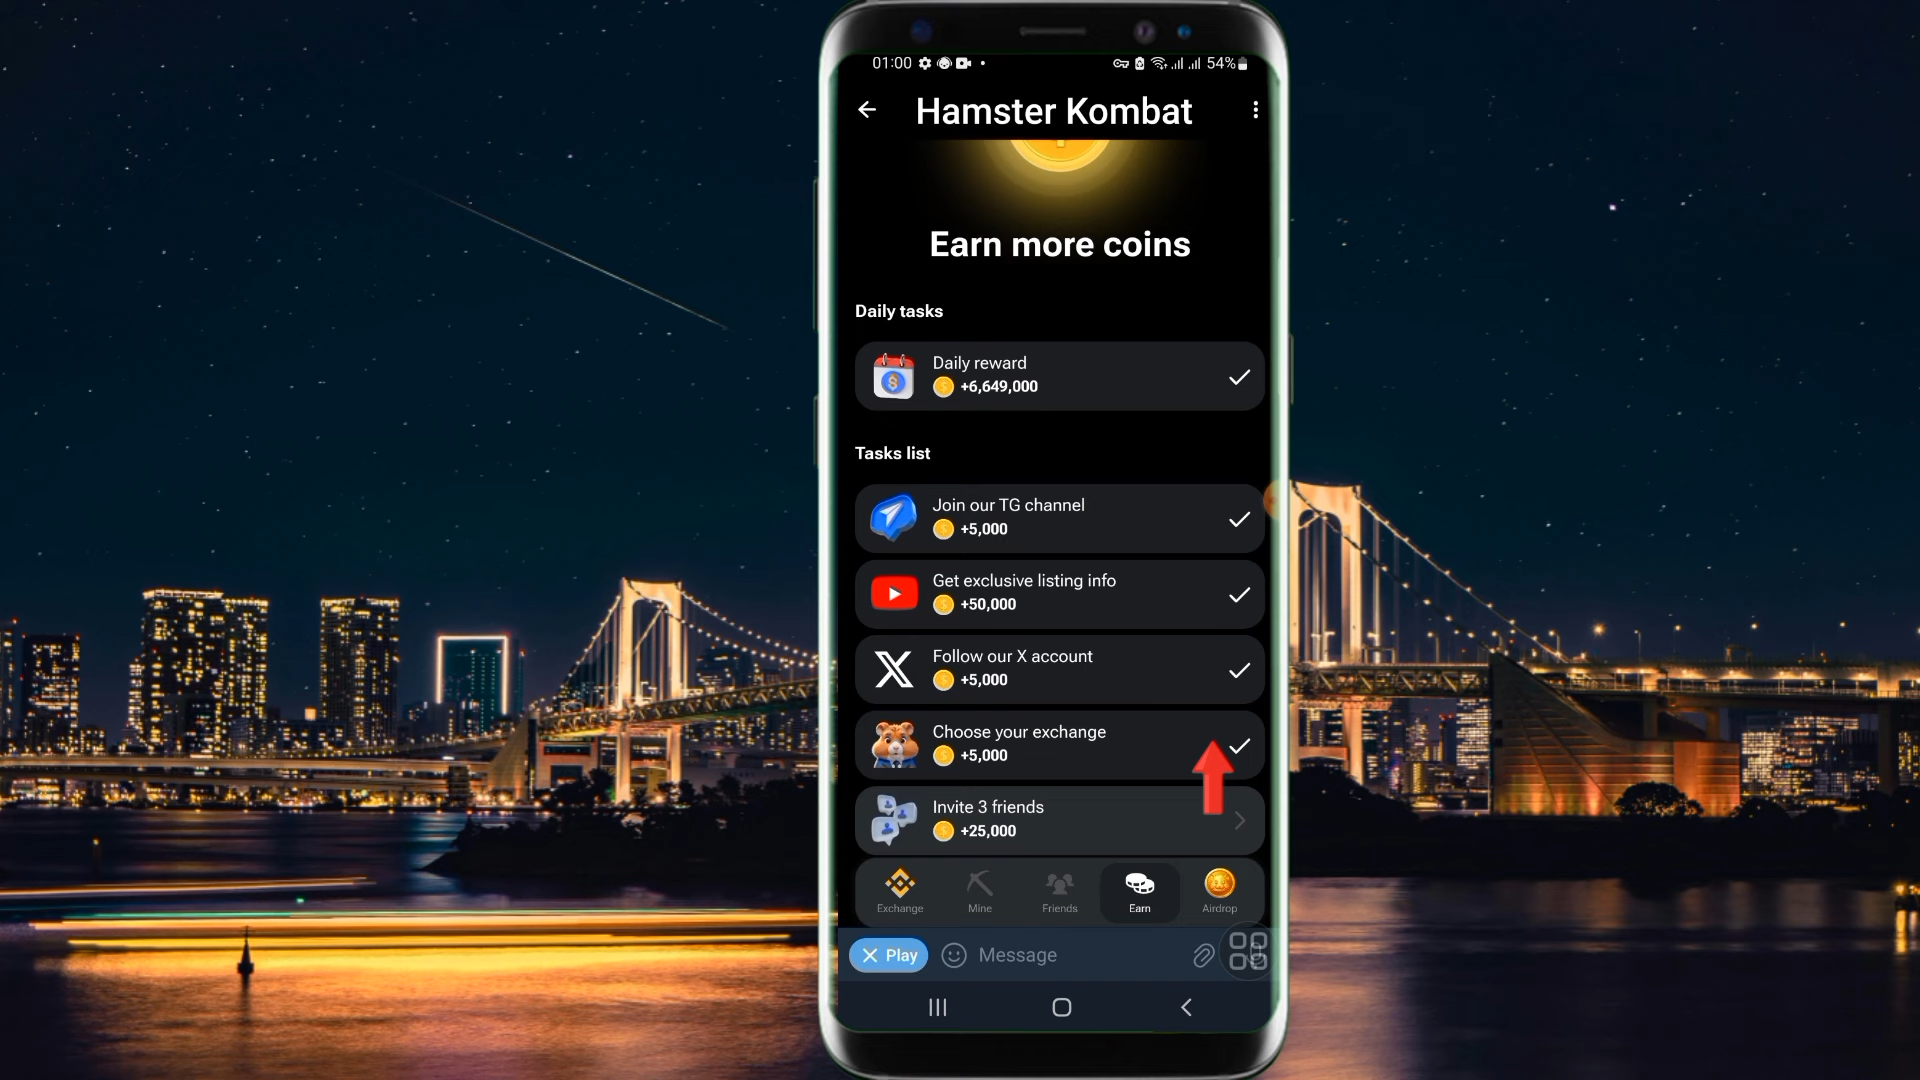 01:00
54%
Hamster Kombat
Earn more coins
Daily tasks
Daily reward
+6,649,000
Tasks list
Join our TG channel
+5,000
Get exclusive listing info
+50,000
Follow our X account
+5,000
Choose your exchange
+5,000
Invite 3 friends
+25,000
Exchange Mine Friends Earn Airdrop
Play Message